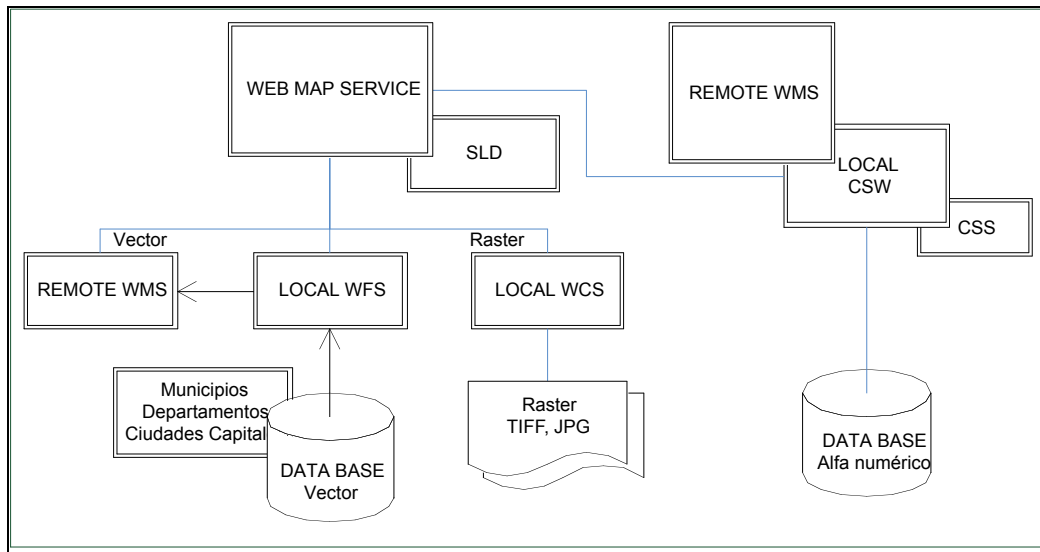 WEB MAP SERVICE
SLD
REMOTE WMS
LOCAL
CSW
CSS
Vector
Raster
REMOTE WMS
LOCAL WFS
LOCAL WCS
Municipios
Departamentos
Ciudades Capital
DATA BASE
Vector
Raster
TIFF, JPG
DATA BASE
Alfa numérico